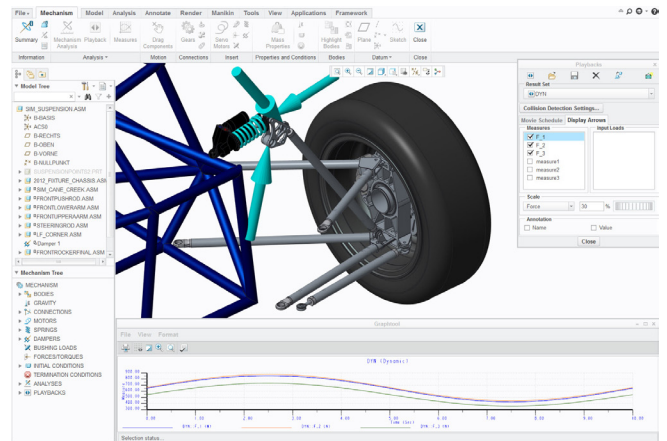 File Mechanism Model Analysis Annotate Render Manikin Tools View Applications Framework
Summary Mechanism Analysis Playback Measures Drag Components Gears Servo Motors Mass Properties Highlight Bodies Plane Sketch Close
Information Analysis Motion Connections Insert Properties and Conditions Bodies Datum Close
Model Tree
SIM_SUSPENSION.ASM
B-BASIS
ACS0
B-RECHTS
B-OBEN
B-VORNE
B-NULLPUNKT
2012_FIXTURE_CHASSIS.ASM
SIM_CANE_CREEK.ASM
FRONTPUSHROD.ASM
FRONTLOWERARM.ASM
FRONTUPPERARM.ASM
STEERINGROD.ASM
LF_CORNER.ASM
Damper 1
FRONTROCKERFINAL.ASM
Mechanism Tree
MECHANISM
BODIES
GRAVITY
CONNECTIONS
MOTORS
SPRINGS
DAMPERS
BUSHING LOADS
FORCES/TORQUES
INITIAL CONDITIONS
TERMINATION CONDITIONS
ANALYSES
PLAYBACKS
Playbacks
Result Set
DYN
Collision Detection Settings...
Movie Schedule Display Arrows
Measures Input Loads
F_1
F_2
F_3
measure1
measure2
measure3
Scale
Force 30 %
Annotation
Name Value
Close
Graphtool
File View Format
DYN (Dynamic)
Time (Sec)
Selection status...